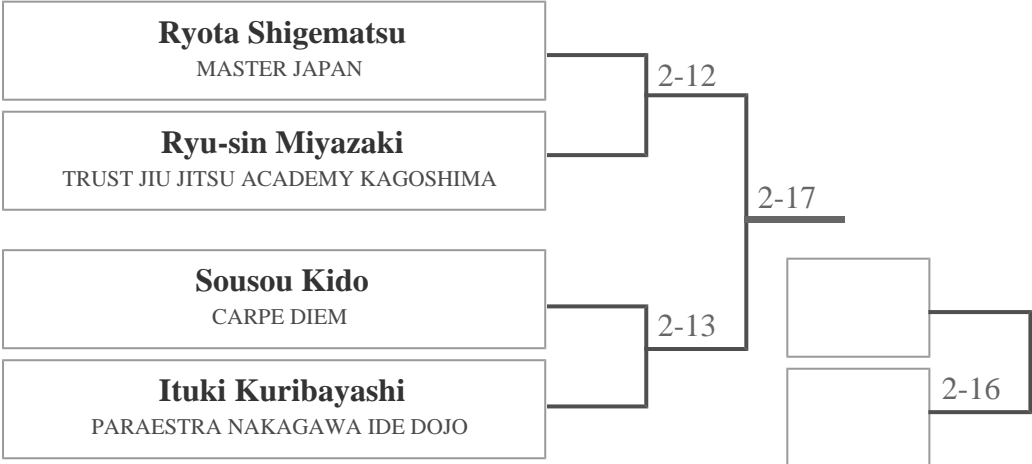 Ryota Shigematsu
MASTER JAPAN
2-12
Ryu-sin Miyazaki
TRUST JIU JITSU ACADEMY KAGOSHIMA
2-17
Sousou Kido
CARPE DIEM
2-13
Ituki Kuribayashi
PARAESTRA NAKAGAWA IDE DOJO
2-16